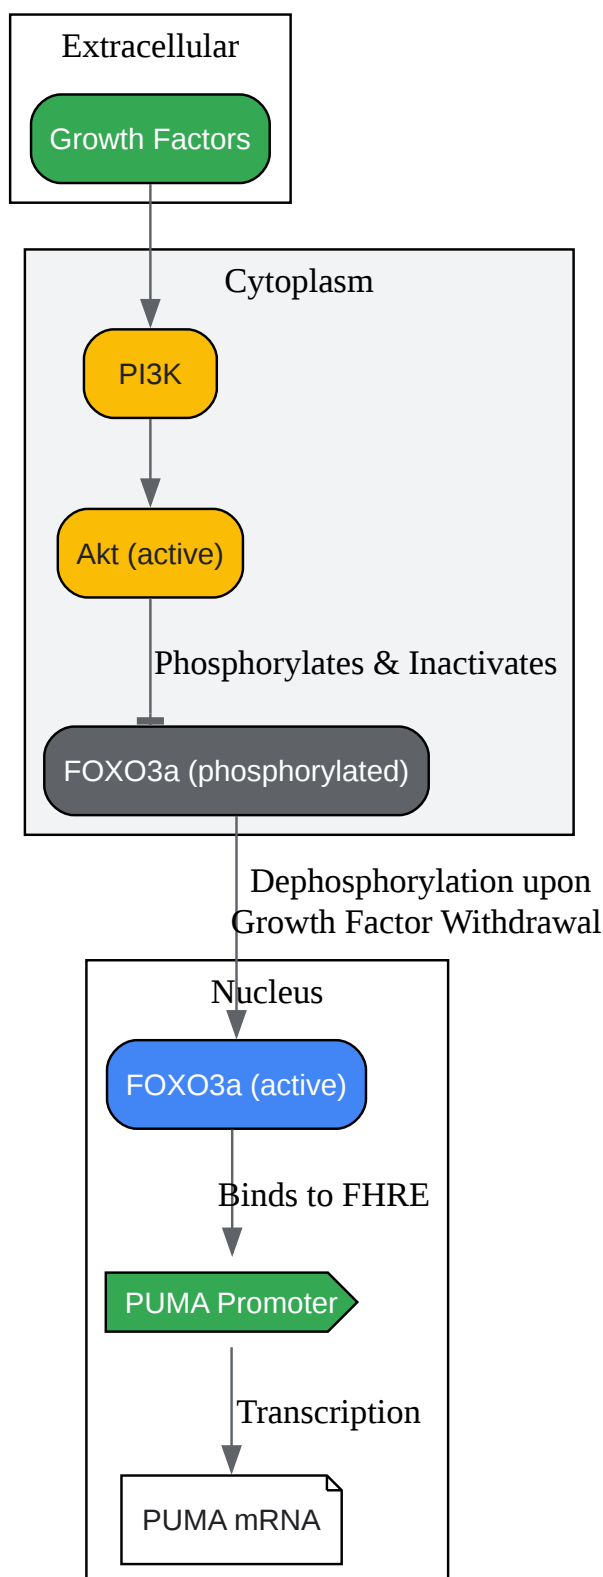 Extracellular
Growth Factors
Cytoplasm
PI3K
Akt (active)
Phosphorylates & Inactivates
FOXO3a (phosphorylated)
Dephosphorylation upon
Growth Factor Withdrawal
Nucleus
FOXO3a (active)
Binds to FHRE
PUMA Promoter
Transcription
PUMA mRNA